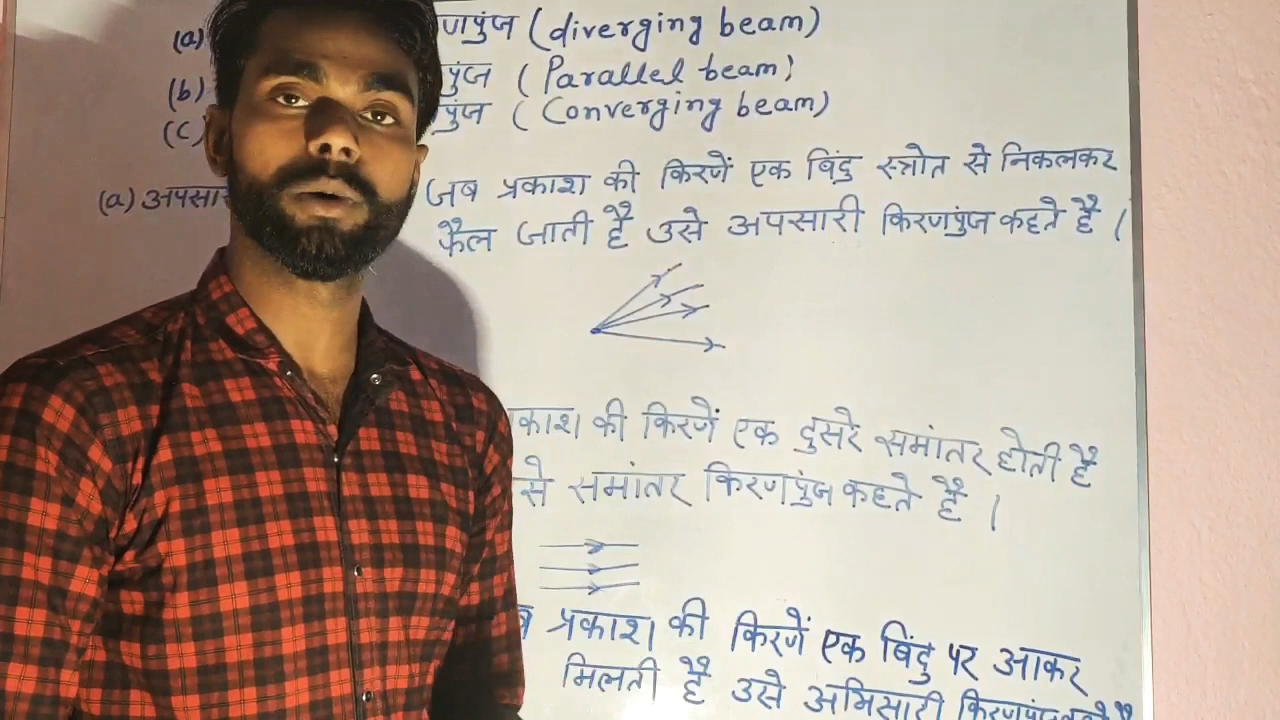 (a) णपुंज (diverging beam)
(b) पुंज ( Parallel beam)
(c) पुंज ( Converging beam)
(a) अपसार जब प्रकाश की किरणें एक बिंदु स्त्रोत से निकलकर
फैल जाती है उसे अपसारी किरणपुंज कहते है ।
काश की किरणें एक दुसरे समांतर होती है
से समांतर किरणपुंज कहते है ।
ब प्रकाश की किरणें एक बिंदु पर आकर
मिलती है उसे अभिसारी किरणपुंज